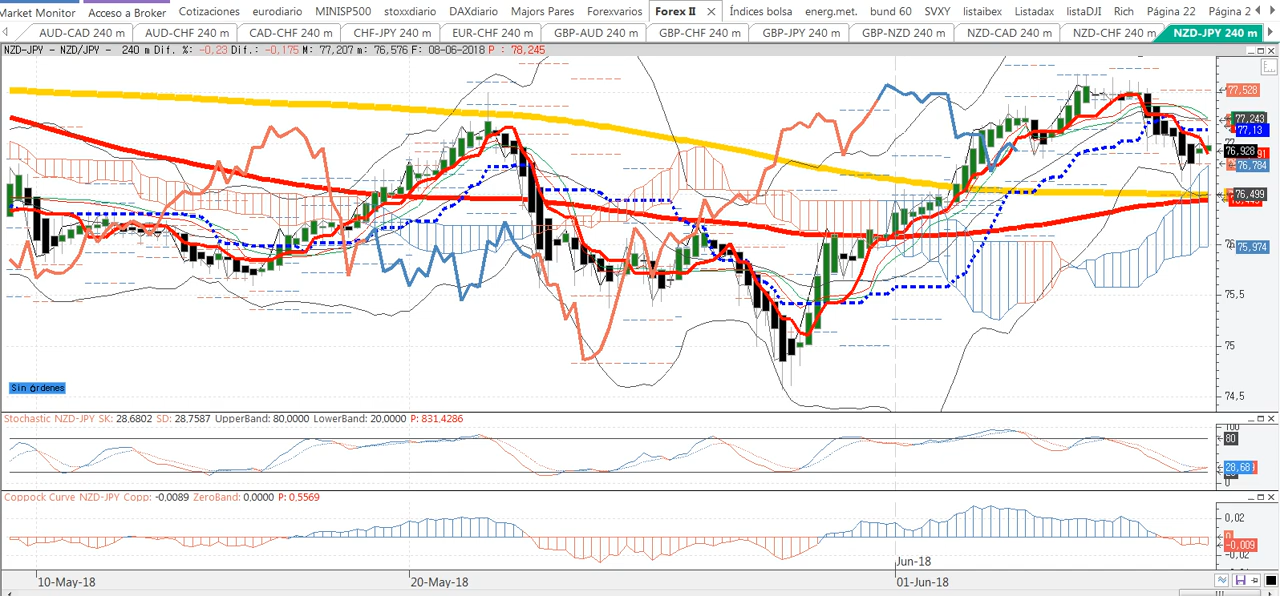 Market Monitor Acceso a Broker Cotizaciones eurodiario MINISP500 stoxxdiario DAXdiario Majors Pares Forexvarios Forex II Índices bolsa energ.met. bund 60 SVXY listaibex Listadax listaDJI Rich Página 22 Página 2
AUD-CAD 240 m AUD-CHF 240 m CAD-CHF 240 m CHF-JPY 240 m EUR-CHF 240 m GBP-AUD 240 m GBP-CHF 240 m GBP-JPY 240 m GBP-NZD 240 m NZD-CAD 240 m NZD-CHF 240 m NZD-JPY 240 m
NZD-JPY - NZD/JPY - 240 m Dif. %: -0,23 Dif.: -0,175 M: 77,207 m: 76,576 F: 08-06-2018 P : 78,245
77,528
77,243
77,13
76,928
76,784
76,499
75,974
75,5
75
74,5
Sin órdenes
Stochastic NZD-JPY SK: 28.6802 SD: 28.7587 UpperBand: 80.0000 LowerBand: 20.0000 P: 831.4286
100
80
28,68
0
Coppock Curve NZD-JPY Copp: -0.0089 ZeroBand: 0.0000 P: 0.5569
0,02
-0,009
-0,02
Jun-18
10-May-18 20-May-18 01-Jun-18